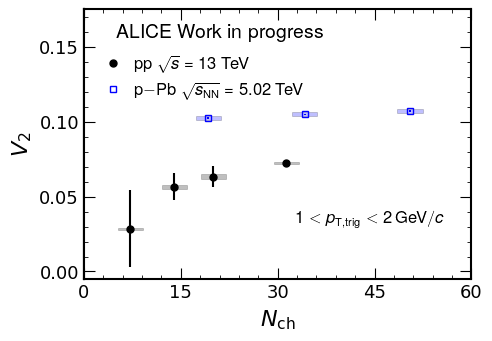 ALICE Work in progress
pp √s = 13 TeV
p−Pb √sNN = 5.02 TeV
1 < pT,trig < 2 GeV/c
V2
0.15
0.10
0.05
0.00
0 15 30 45 60
Nch